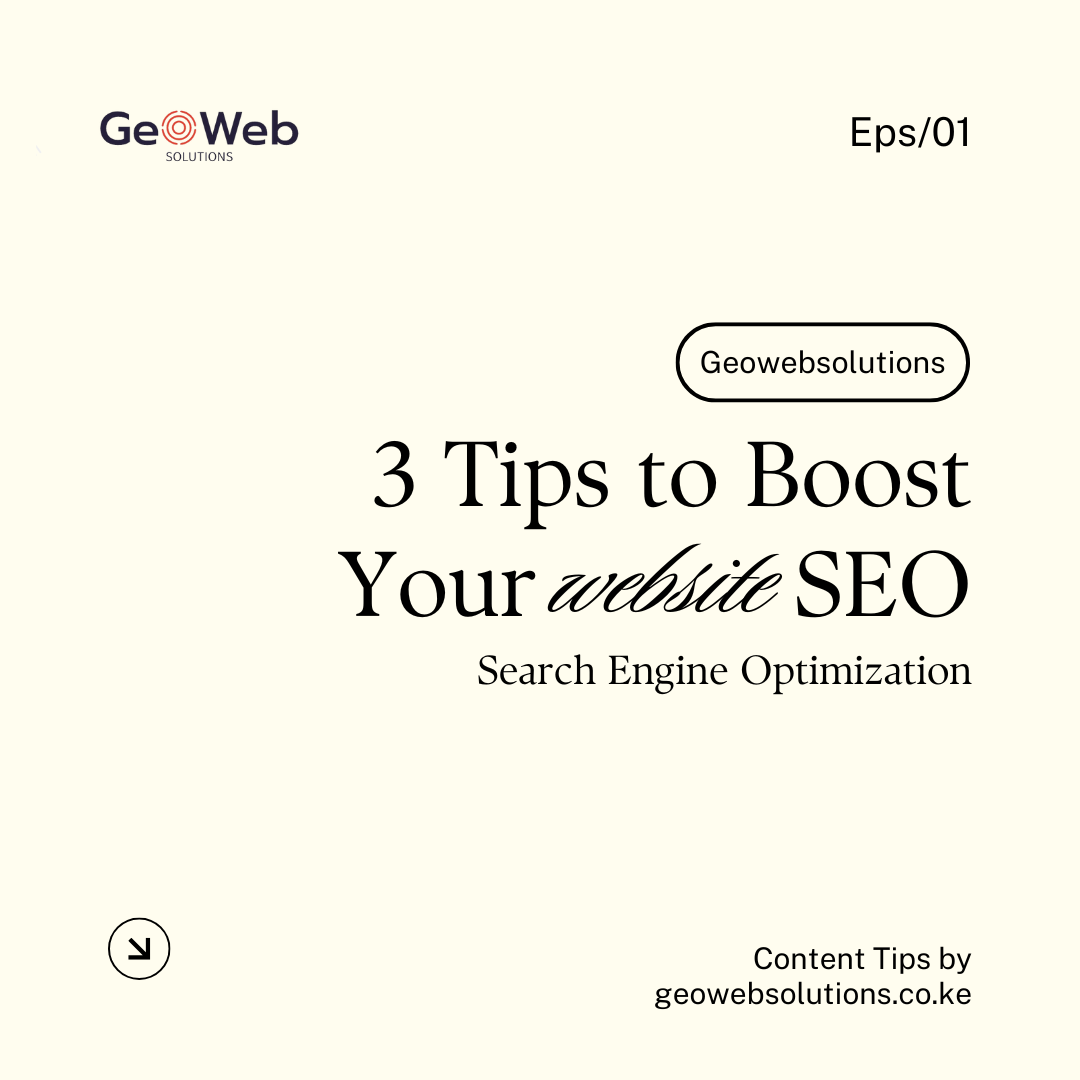 GeoWeb
SOLUTIONS
Eps/01
Geowebsolutions
3 Tips to Boost
Your website SEO
Search Engine Optimization
Content Tips by
geowebsolutions.co.ke